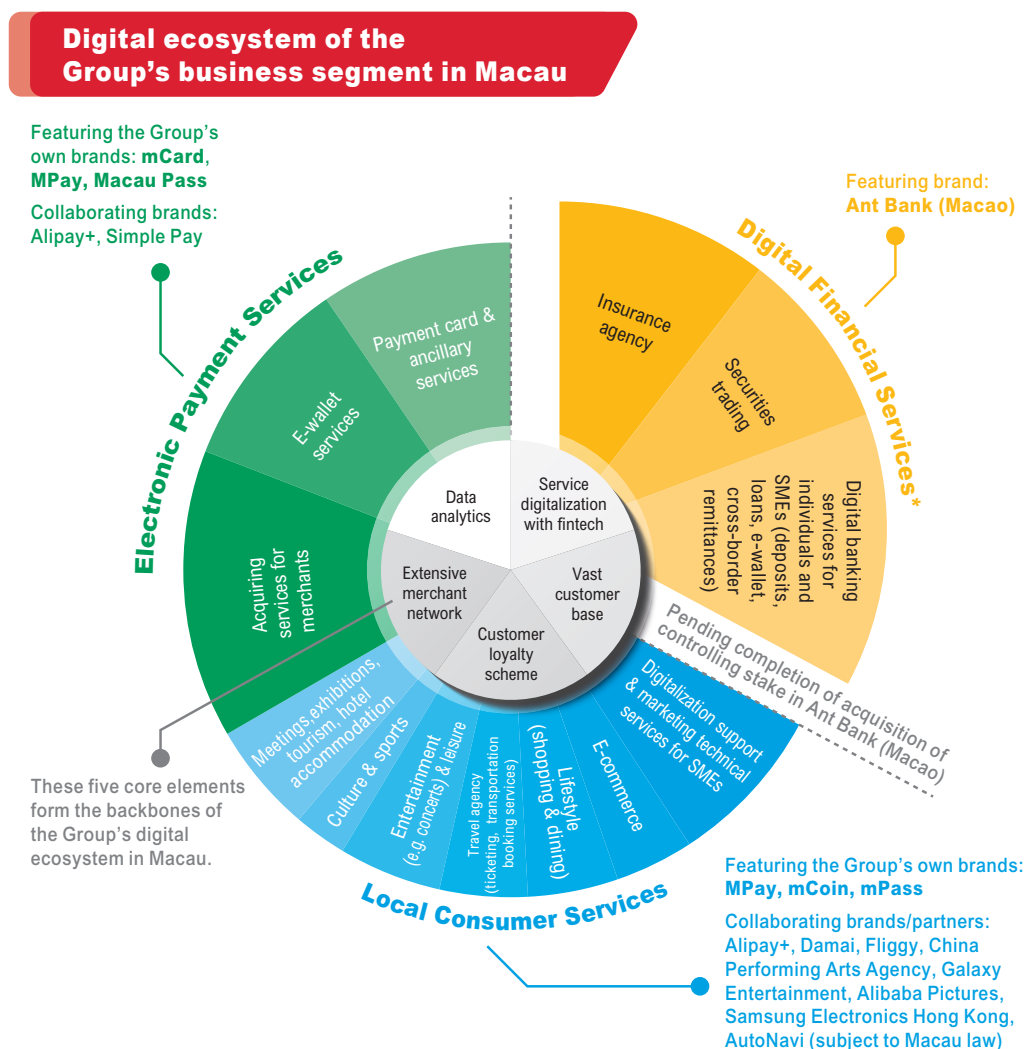 Digital ecosystem of the
Group's business segment in Macau
Featuring the Group's
own brands: mCard,
MPay, Macau Pass
Collaborating brands:
Alipay+, Simple Pay
Featuring brand:
Ant Bank (Macao)
Electronic Payment Services
Payment card &
ancillary
services
E-wallet
services
Acquiring
services for
merchants
Digital Financial Services*
Insurance
agency
Securities
trading
Digital banking
services for
individuals and
SMEs (deposits,
loans, e-wallet,
cross-border
remittances)
Data
analytics
Service
digitalization
with fintech
Extensive
merchant
network
Vast
customer
base
Customer
loyalty
scheme
Pending completion of acquisition of
controlling stake in Ant Bank (Macao)
Meetings,exhibitions,
tourism, hotel
accommodation
Culture & sports
Entertainment
(e.g. concerts) & leisure
Travel agency
(ticketing, transportation
booking services)
Lifestyle
(shopping & dining)
E-commerce
Digitalization support
& marketing technical
services for SMEs
Local Consumer Services
These five core elements
form the backbones of
the Group's digital
ecosystem in Macau.
Featuring the Group's own brands:
MPay, mCoin, mPass
Collaborating brands/partners:
Alipay+, Damai, Fliggy, China
Performing Arts Agency, Galaxy
Entertainment, Alibaba Pictures,
Samsung Electronics Hong Kong,
AutoNavi (subject to Macau law)